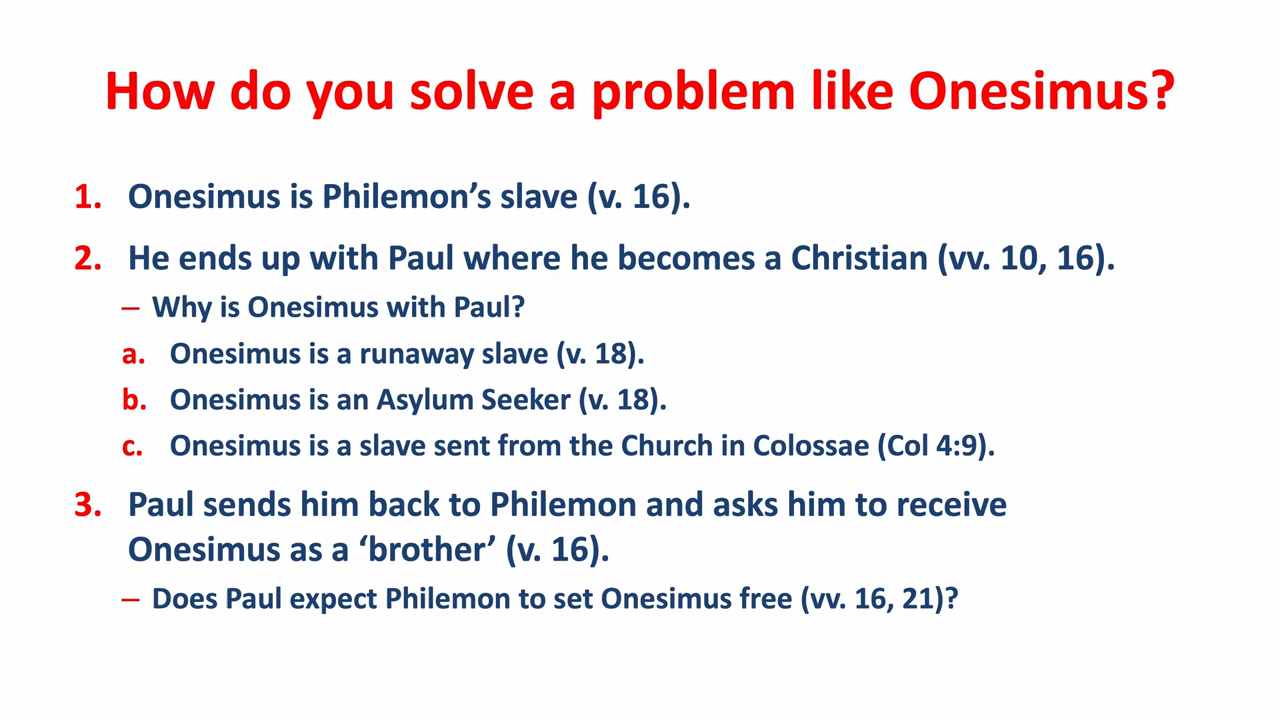 How do you solve a problem like Onesimus?
1. Onesimus is Philemon’s slave (v. 16).
2. He ends up with Paul where he becomes a Christian (vv. 10, 16).
– Why is Onesimus with Paul?
a. Onesimus is a runaway slave (v. 18).
b. Onesimus is an Asylum Seeker (v. 18).
c. Onesimus is a slave sent from the Church in Colossae (Col 4:9).
3. Paul sends him back to Philemon and asks him to receive
Onesimus as a ‘brother’ (v. 16).
– Does Paul expect Philemon to set Onesimus free (vv. 16, 21)?